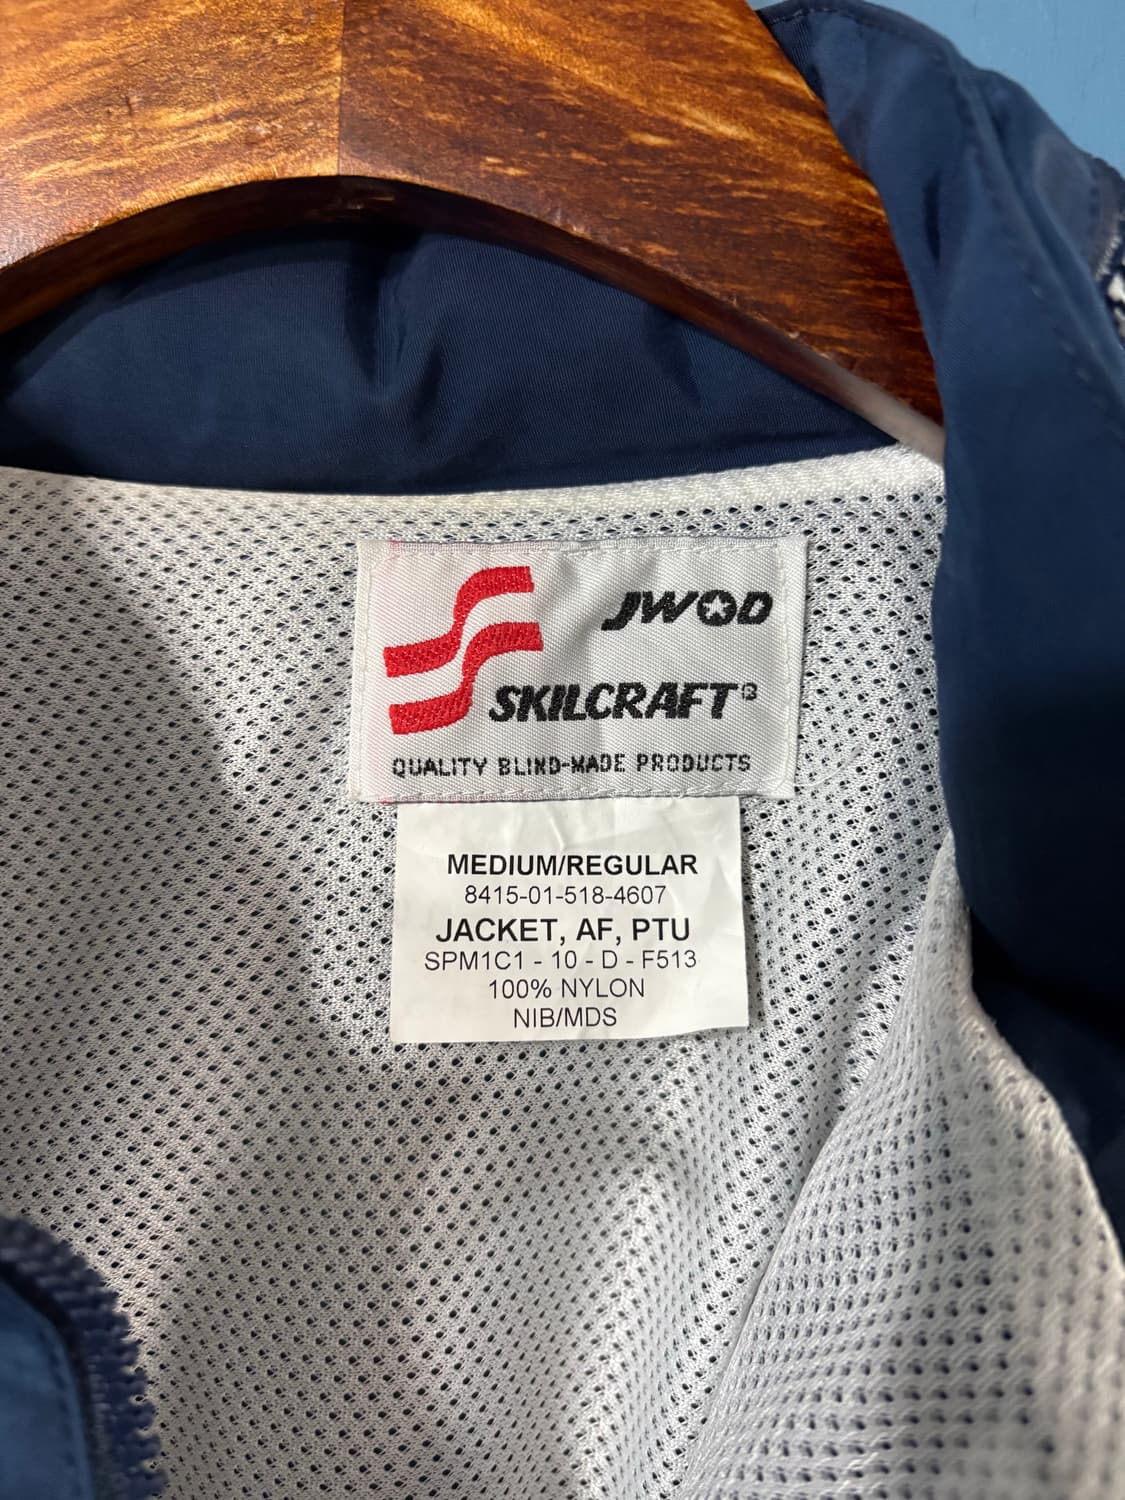 JWOD
SKILCRAFT®
QUALITY BLIND-MADE PRODUCTS
MEDIUM/REGULAR
8415-01-518-4607
JACKET, AF, PTU
SPM1C1 - 10 - D - F513
100% NYLON
NIB/MDS